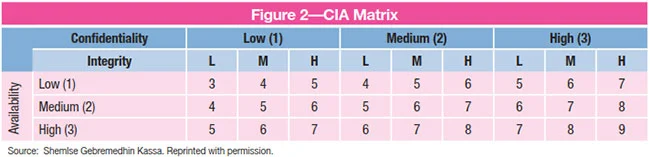 Figure 2—CIA Matrix
Confidentiality Low (1) Medium (2) High (3)
Integrity L M H L M H L M H
Availability
Low (1) 3 4 5 4 5 6 5 6 7
Medium (2) 4 5 6 5 6 7 6 7 8
High (3) 5 6 7 6 7 8 7 8 9
Source: Shemlse Gebremedhin Kassa. Reprinted with permission.